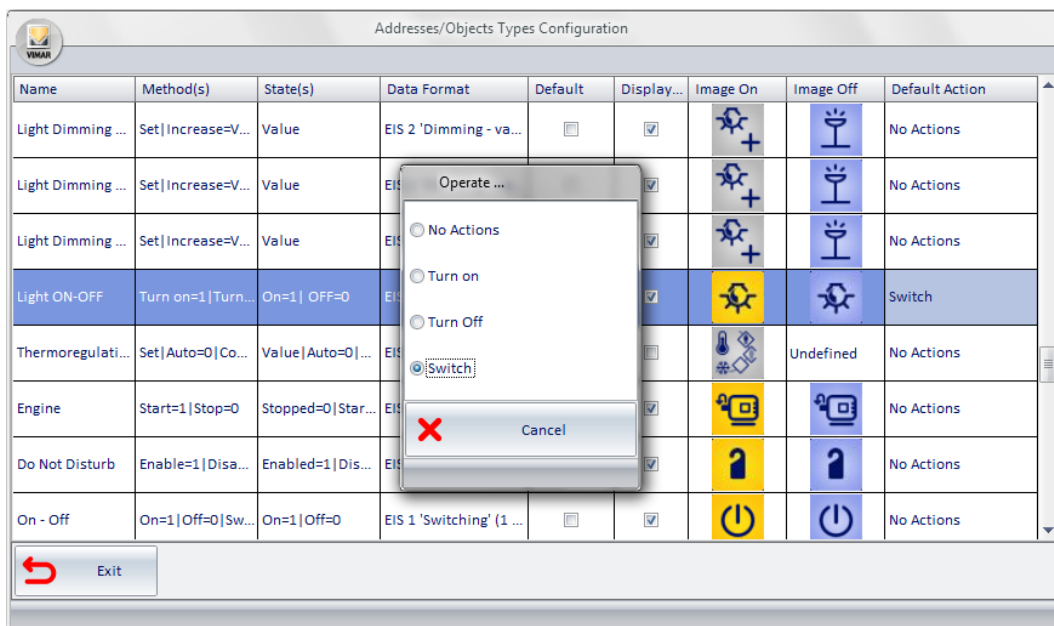 Addresses/Objects Types Configuration
VIMAR
Name Method(s) State(s) Data Format Default Display... Image On Image Off Default Action
Light Dimming ... Set|Increase=V... Value EIS 2 'Dimming - va... No Actions
Light Dimming ... Set|Increase=V... Value EIS No Actions
Light Dimming ... Set|Increase=V... Value EIS No Actions
Light ON-OFF Turn on=1|Turn... On=1| OFF=0 EIS Switch
Thermoregulati... Set|Auto=0|Co... Value|Auto=0|... EIS Undefined No Actions
Engine Start=1|Stop=0 Stopped=0|Star... EIS No Actions
Do Not Disturb Enable=1|Disa... Enabled=1|Dis... EIS No Actions
On - Off On=1|Off=0|Sw... On=1|Off=0 EIS 1 'Switching' (1 ... No Actions
Operate ...
No Actions
Turn on
Turn Off
Switch
Cancel
Exit